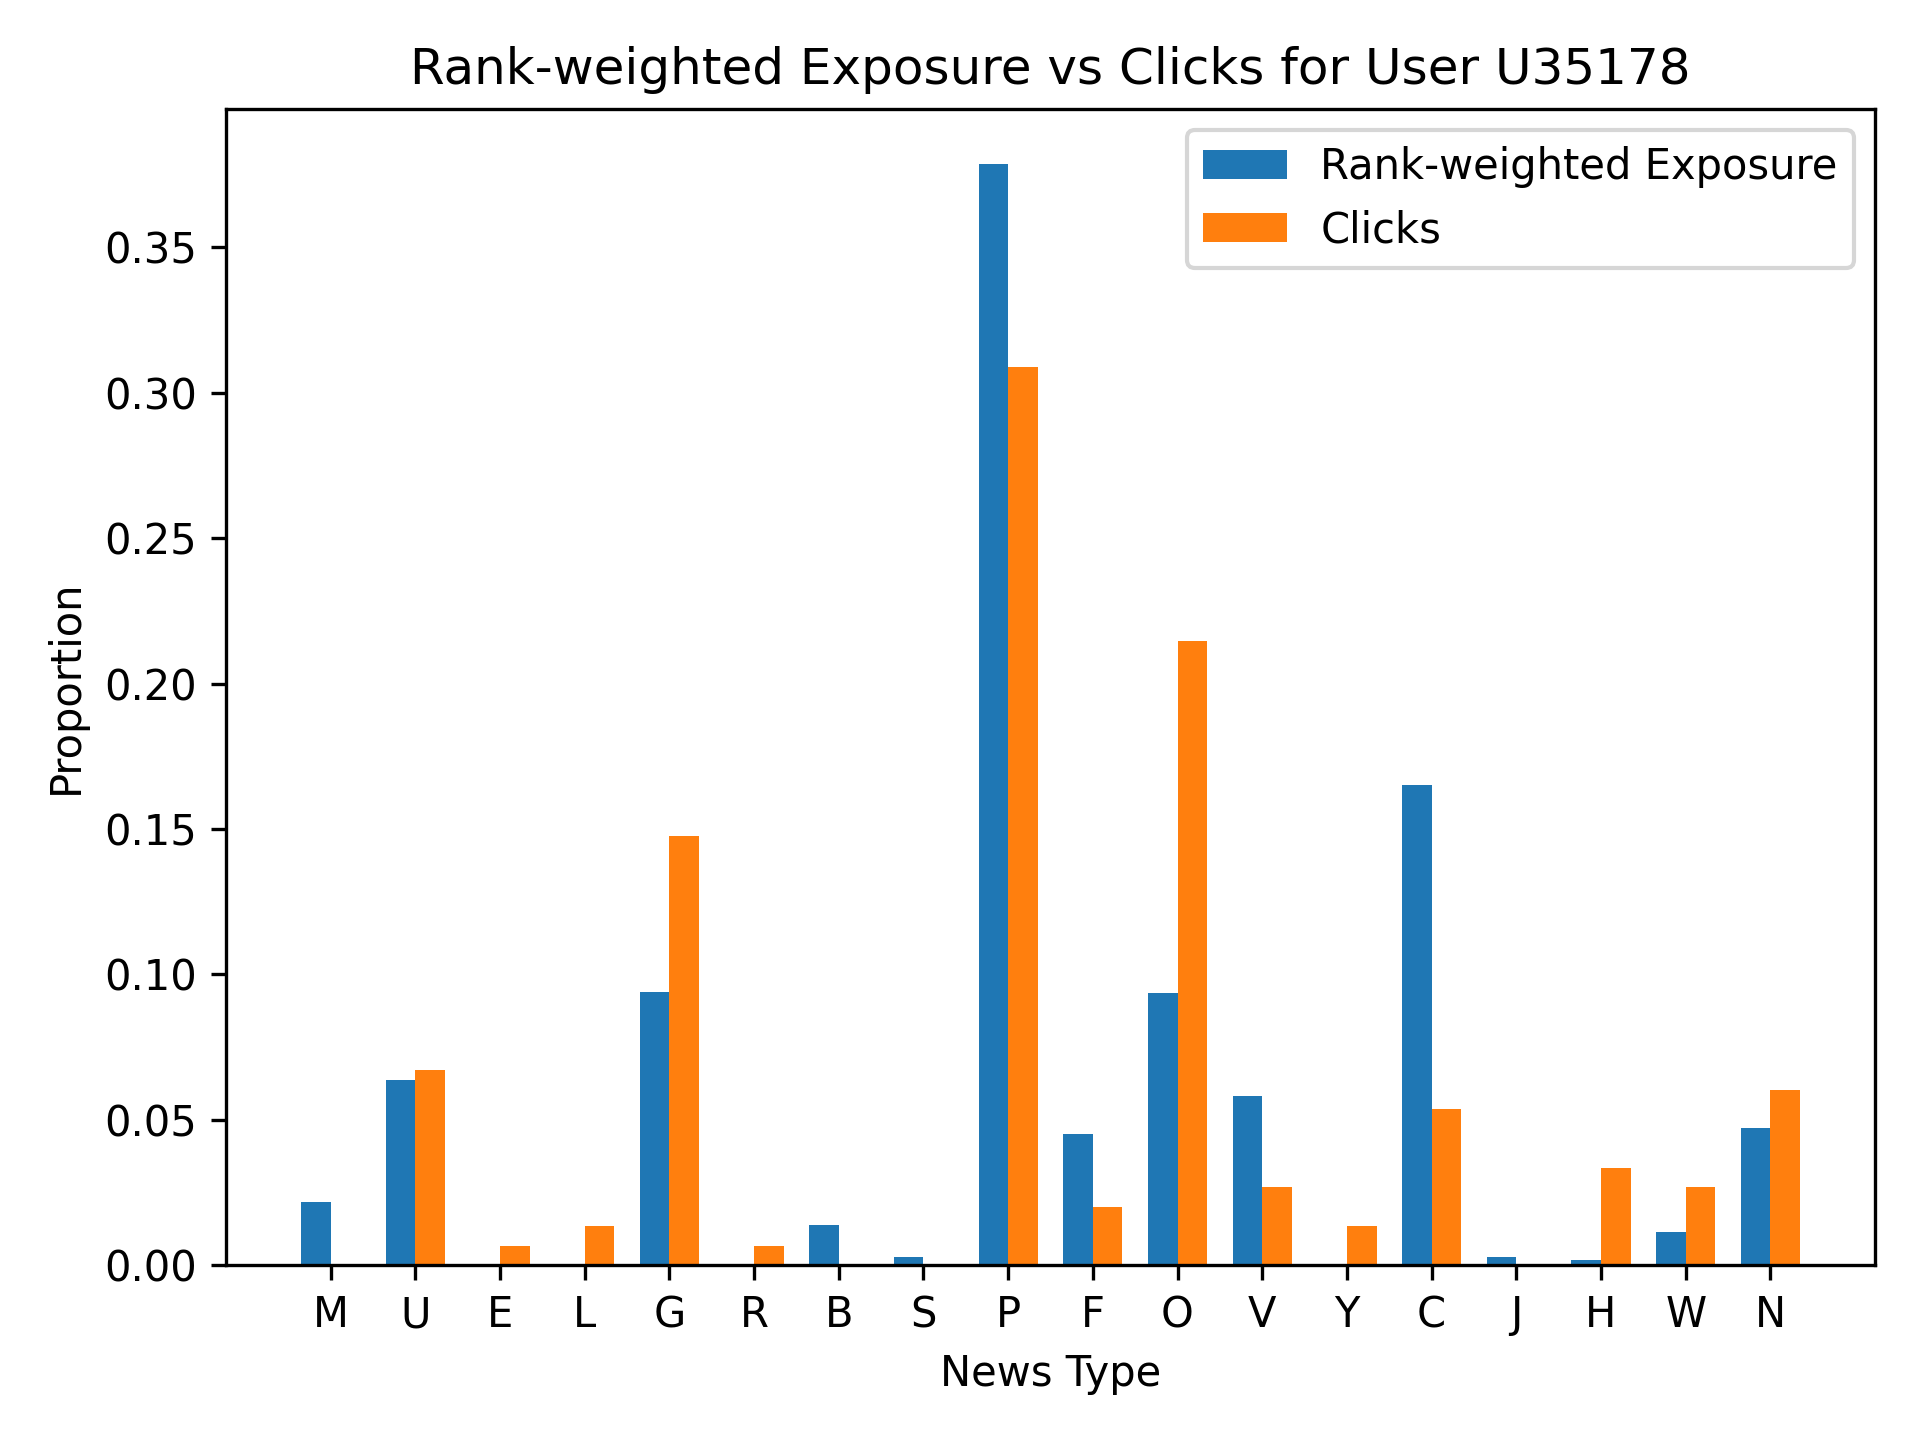 Rank-weighted Exposure vs Clicks for User U35178
Rank-weighted Exposure
Clicks
Proportion
0.35
0.30
0.25
0.20
0.15
0.10
0.05
0.00
M U E L G R B S P F O V Y C J H W N
News Type